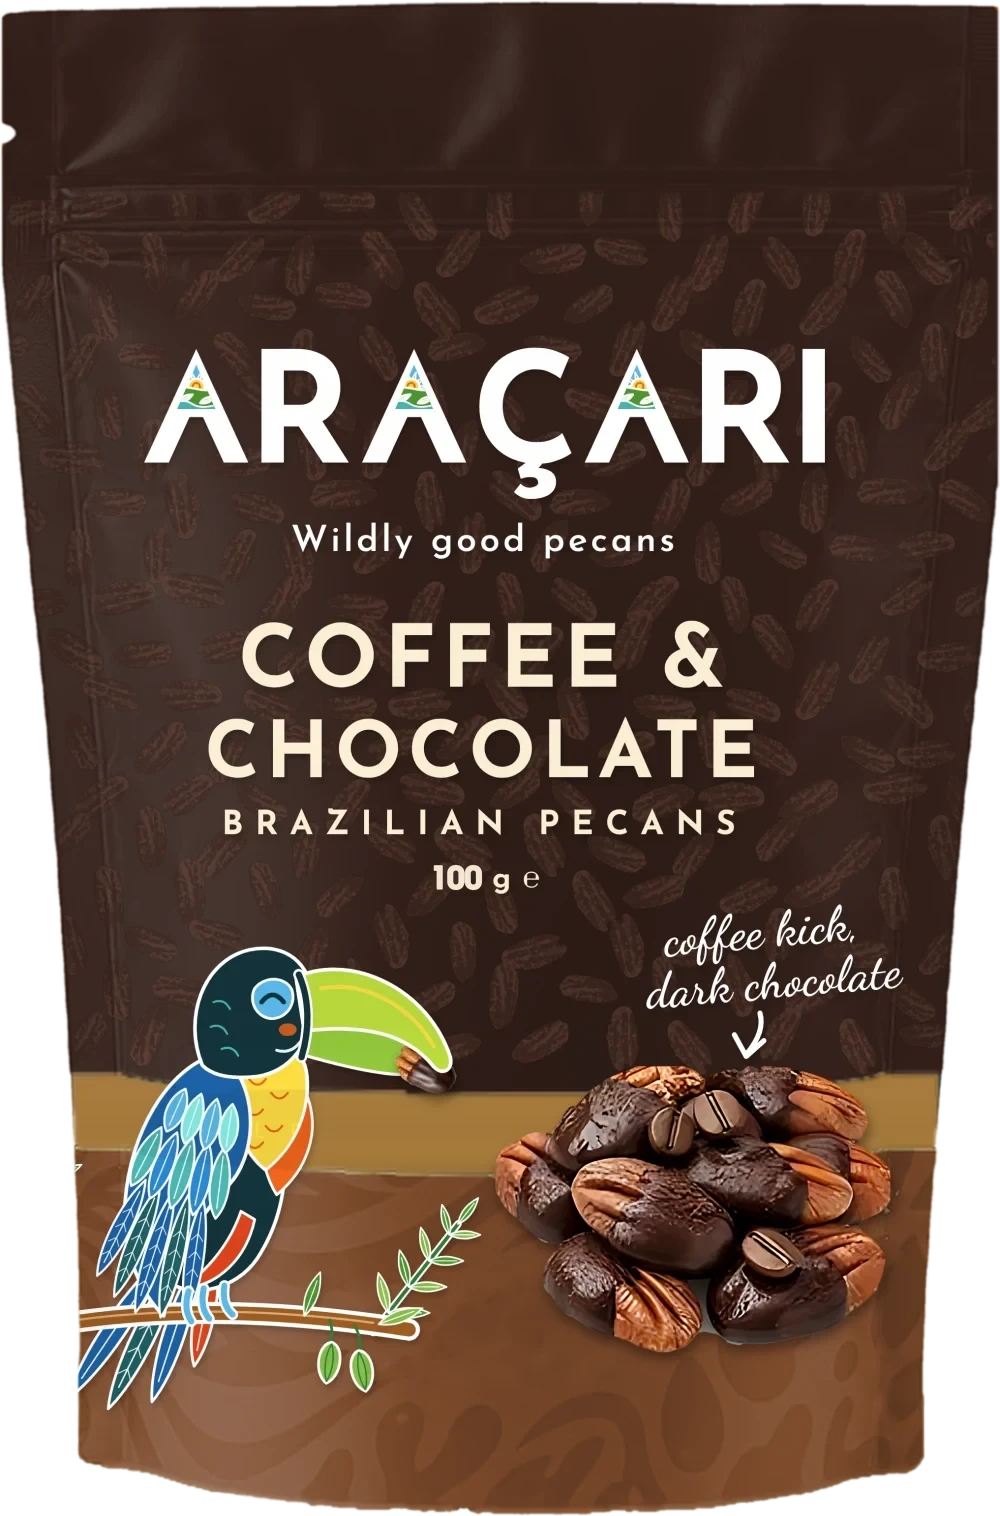 ARAÇARI
Wildly good pecans
COFFEE &
CHOCOLATE
BRAZILIAN PECANS
100 g ℮
coffee kick,
dark chocolate